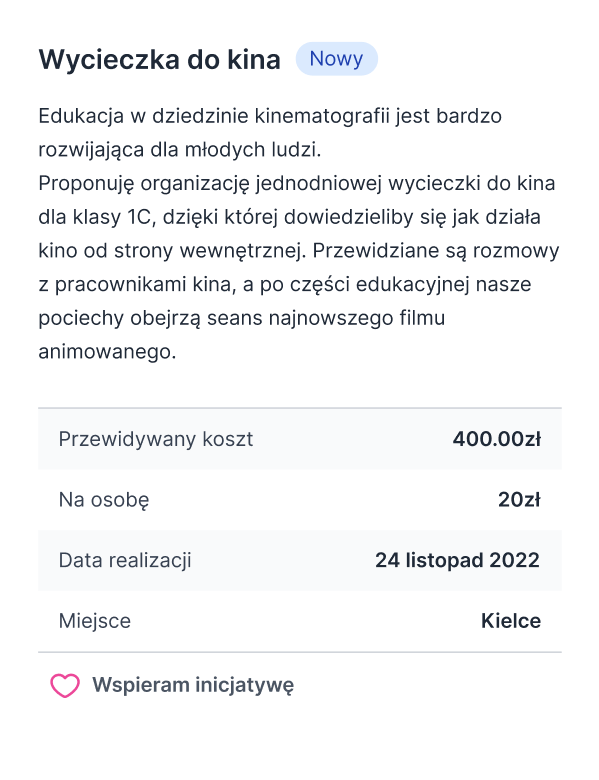 Wycieczka do kina Nowy
Edukacja w dziedzinie kinematografii jest bardzo
rozwijająca dla młodych ludzi.
Proponuję organizację jednodniowej wycieczki do kina
dla klasy 1C, dzięki której dowiedzieliby się jak działa
kino od strony wewnętrznej. Przewidziane są rozmowy
z pracownikami kina, a po części edukacyjnej nasze
pociechy obejrzą seans najnowszego filmu
animowanego.
Przewidywany koszt 400.00zł
Na osobę 20zł
Data realizacji 24 listopad 2022
Miejsce Kielce
Wspieram inicjatywę